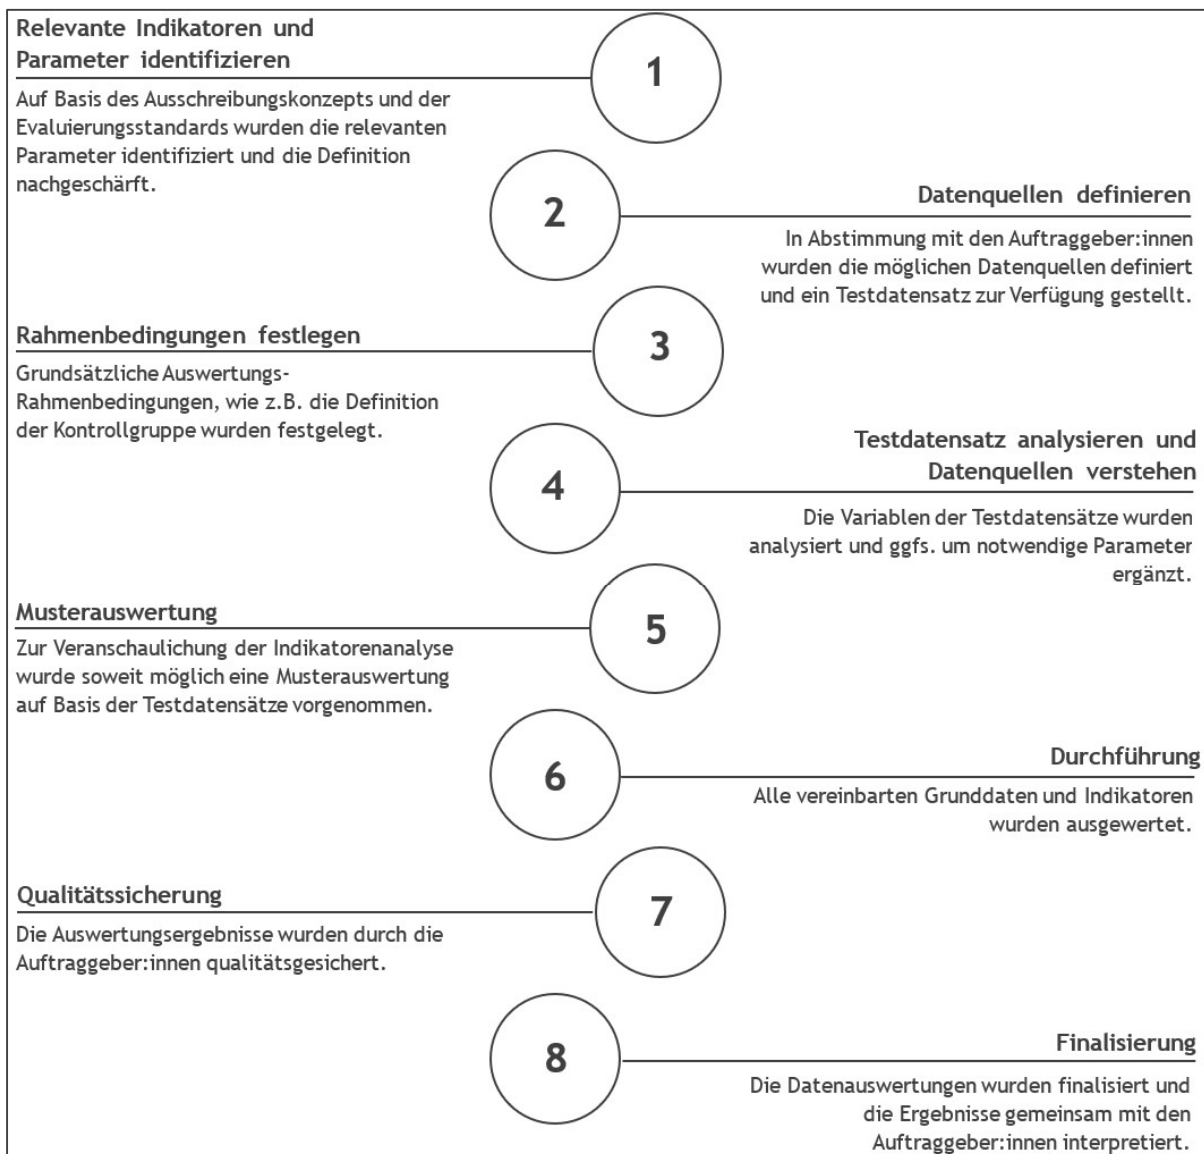 Relevante Indikatoren und
Parameter identifizieren
1
Auf Basis des Ausschreibungskonzepts und der
Evaluierungsstandards wurden die relevanten
Parameter identifiziert und die Definition
nachgeschärft.
2
Datenquellen definieren
In Abstimmung mit den Auftraggeber:innen
wurden die möglichen Datenquellen definiert
und ein Testdatensatz zur Verfügung gestellt.
Rahmenbedingungen festlegen
3
Grundsätzliche Auswertungs-
Rahmenbedingungen, wie z.B. die Definition
der Kontrollgruppe wurden festgelegt.
4
Testdatensatz analysieren und
Datenquellen verstehen
Die Variablen der Testdatensätze wurden
analysiert und ggfs. um notwendige Parameter
ergänzt.
Musterauswertung
5
Zur Veranschaulichung der Indikatorenanalyse
wurde soweit möglich eine Musterauswertung
auf Basis der Testdatensätze vorgenommen.
6
Durchführung
Alle vereinbarten Grunddaten und Indikatoren
wurden ausgewertet.
Qualitätssicherung
7
Die Auswertungsergebnisse wurden durch die
Auftraggeber:innen qualitätsgesichert.
8
Finalisierung
Die Datenauswertungen wurden finalisiert und
die Ergebnisse gemeinsam mit den
Auftraggeber:innen interpretiert.